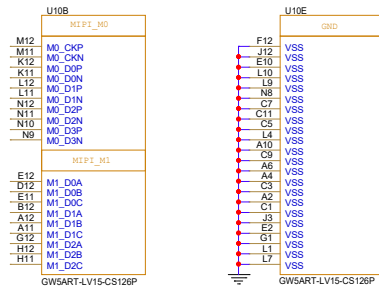 U10B
MIPI_M0
M12 M0_CKP
M11 M0_CKN
K12 M0_D0P
K11 M0_D0N
L12 M0_D1P
L11 M0_D1N
N12 M0_D2P
N11 M0_D2N
N10 M0_D3P
N9 M0_D3N
MIPI_M1
E12 M1_D0A
D12 M1_D0B
E11 M1_D0C
B12 M1_D1A
A12 M1_D1B
A11 M1_D1C
G12 M1_D2A
H12 M1_D2B
H11 M1_D2C
GW5ART-LV15-CS126P
U10E
GND
F12 VSS
J12 VSS
E10 VSS
L10 VSS
L9 VSS
N8 VSS
C7 VSS
C11 VSS
C5 VSS
L4 VSS
A10 VSS
C9 VSS
A6 VSS
A4 VSS
C3 VSS
A2 VSS
C1 VSS
J3 VSS
E2 VSS
G1 VSS
L1 VSS
L7 VSS
GW5ART-LV15-CS126P